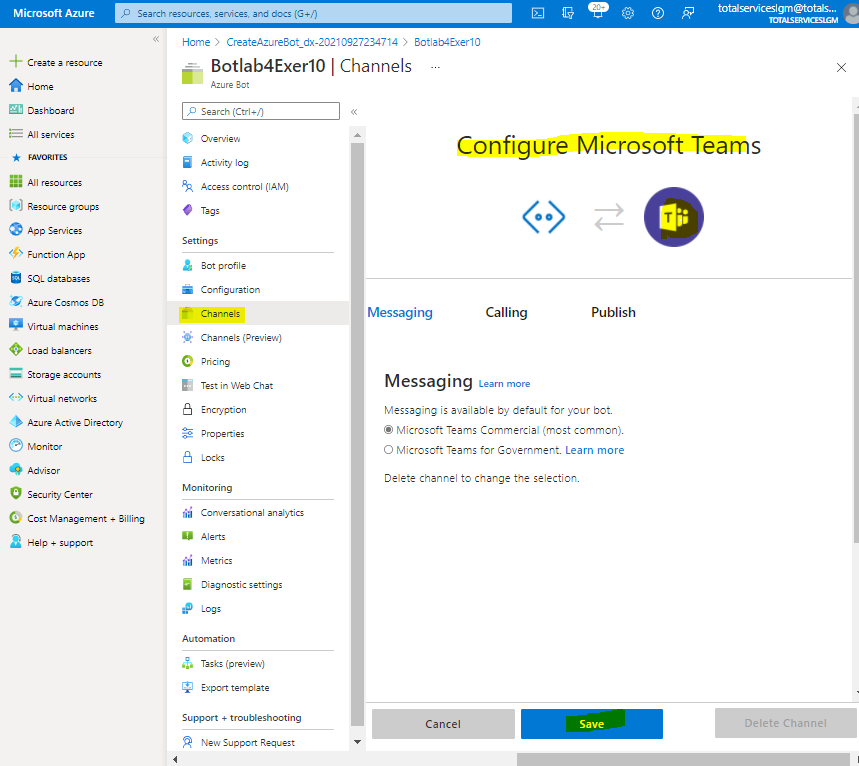 Microsoft Azure
Search resources, services, and docs (G+/)
20+
totalserviceslgm@totals...
TOTALSERVICESLGM
«
Create a resource
Home
Dashboard
All services
FAVORITES
All resources
Resource groups
App Services
Function App
SQL databases
Azure Cosmos DB
Virtual machines
Load balancers
Storage accounts
Virtual networks
Azure Active Directory
Monitor
Advisor
Security Center
Cost Management + Billing
Help + support
Home > CreateAzureBot_dx-20210927234714 > Botlab4Exer10
Botlab4Exer10 | Channels ...
Azure Bot
Search (Ctrl+/)
«
Overview
Activity log
Access control (IAM)
Tags
Settings
Bot profile
Configuration
Channels
Channels (Preview)
Pricing
Test in Web Chat
Encryption
Properties
Locks
Monitoring
Conversational analytics
Alerts
Metrics
Diagnostic settings
Logs
Automation
Tasks (preview)
Export template
Support + troubleshooting
New Support Request
Configure Microsoft Teams
T
Messaging Calling Publish
Messaging Learn more
Messaging is available by default for your bot.
Microsoft Teams Commercial (most common).
Microsoft Teams for Government. Learn more
Delete channel to change the selection.
Cancel Save Delete Channel